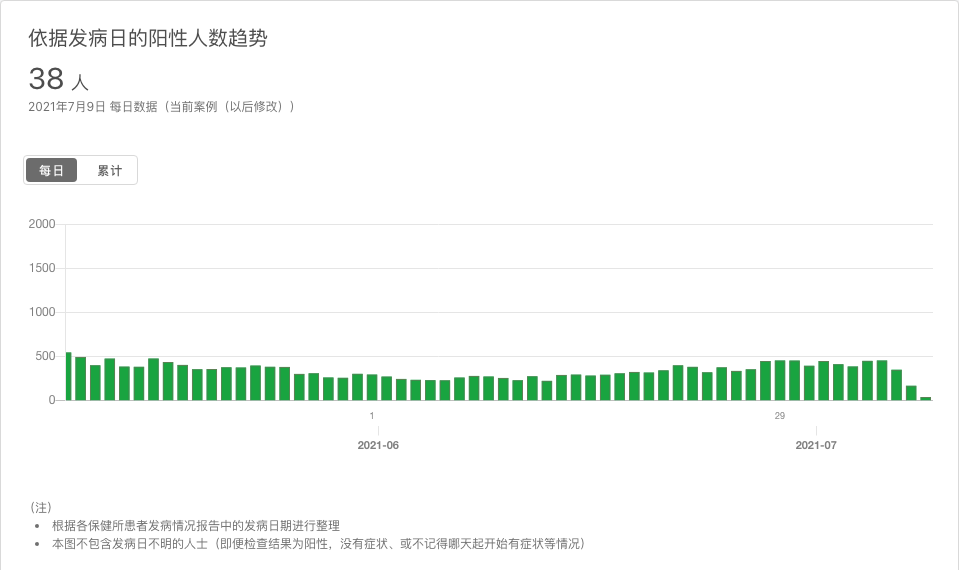 依据发病日的阳性人数趋势
38 人
2021年7月9日 每日数据（当前案例（以后修改））
每日 累计
2000
1500
1000
500
0
1 29
2021-06 2021-07
（注）
• 根据各保健所患者发病情况报告中的发病日期进行整理
• 本图不包含发病日不明的人士（即便检查结果为阳性，没有症状、或不记得哪天起开始有症状等情况）